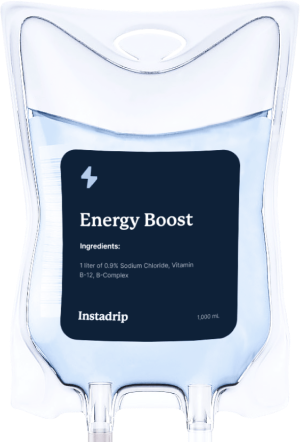 Energy Boost
Ingredients:
1 liter of 0.9% Sodium Chloride, Vitamin
B-12, B-Complex
Instadrip
1,000 mL